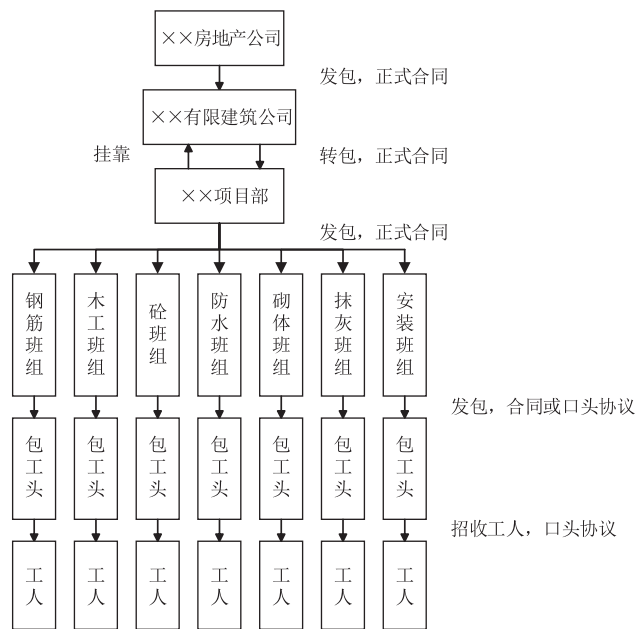 ××房地产公司
发包，正式合同
××有限建筑公司
挂靠
转包，正式合同
××项目部
发包，正式合同
钢筋班组
木工班组
砼班组
防水班组
砌体班组
抹灰班组
安装班组
发包，合同或口头协议
包工头
包工头
包工头
包工头
包工头
包工头
包工头
招收工人，口头协议
工人
工人
工人
工人
工人
工人
工人